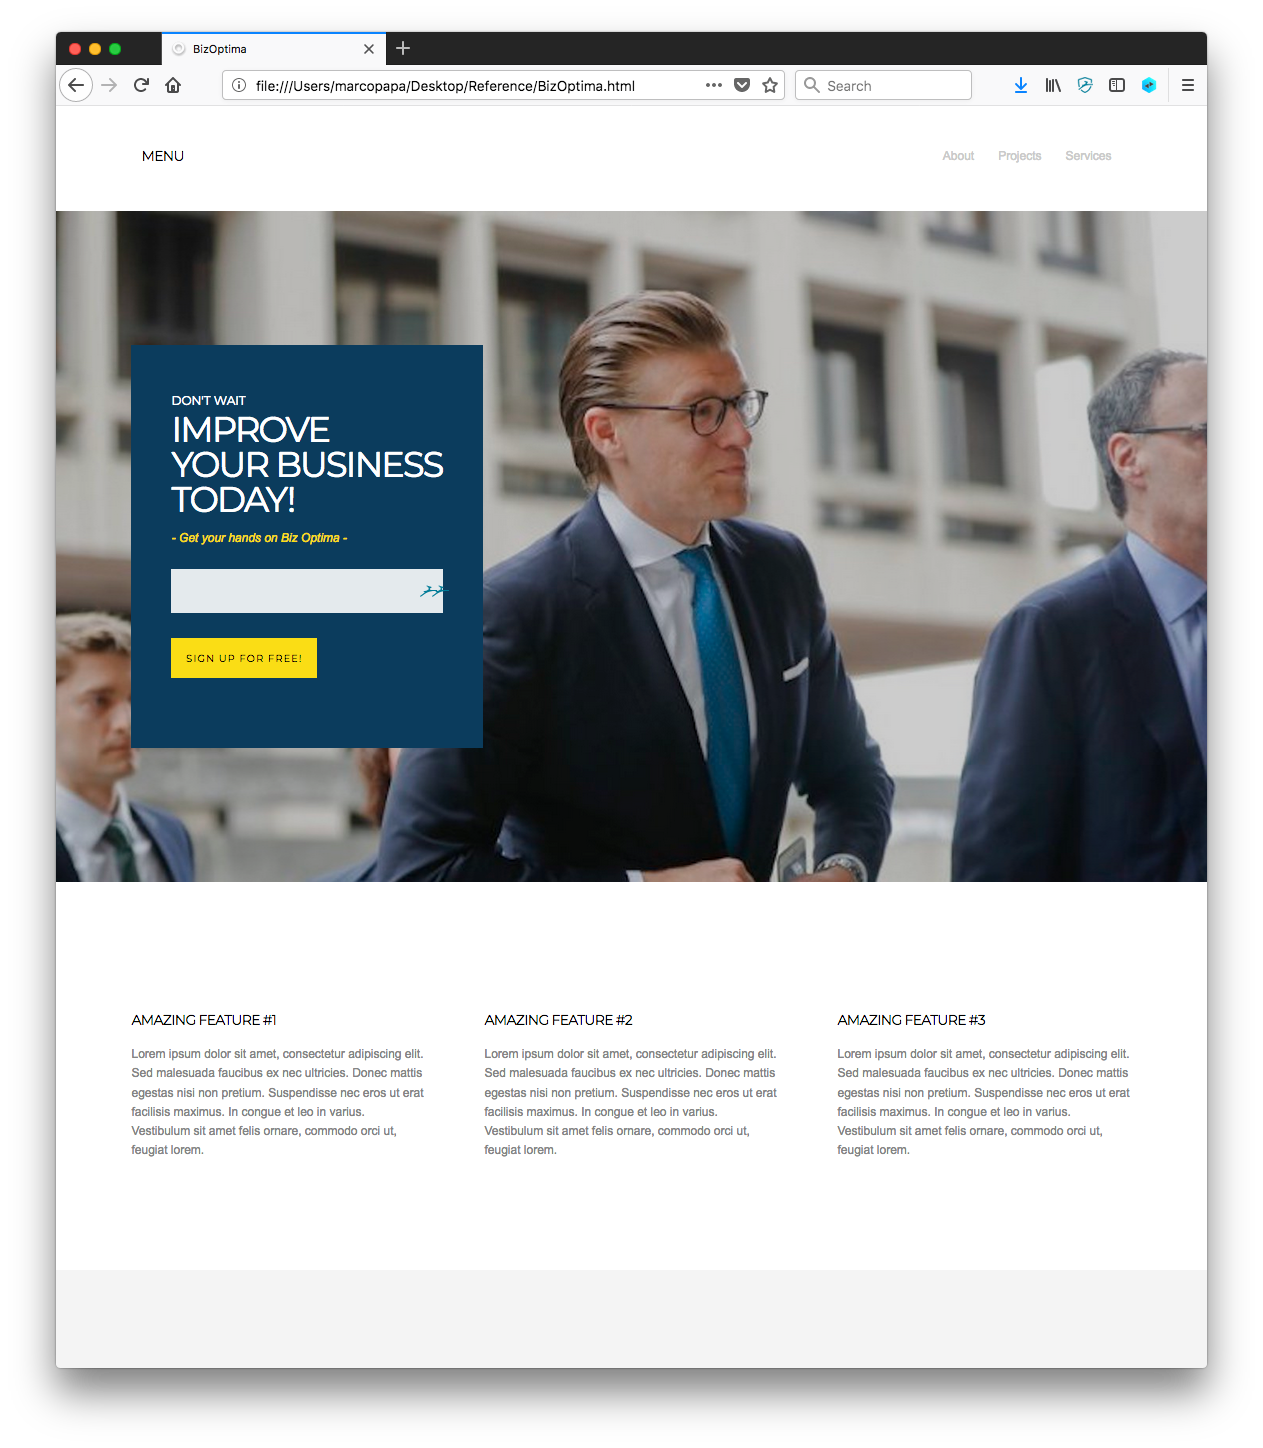 BizOptima
file:///Users/marcopapa/Desktop/Reference/BizOptima.html
Search
MENU
About Projects Services
DON'T WAIT
IMPROVE
YOUR BUSINESS
TODAY!
- Get your hands on Biz Optima -
SIGN UP FOR FREE!
AMAZING FEATURE #1
Lorem ipsum dolor sit amet, consectetur adipiscing elit.
Sed malesuada faucibus ex nec ultricies. Donec mattis
egestas nisi non pretium. Suspendisse nec eros ut erat
facilisis maximus. In congue et leo in varius.
Vestibulum sit amet felis ornare, commodo orci ut,
feugiat lorem.
AMAZING FEATURE #2
Lorem ipsum dolor sit amet, consectetur adipiscing elit.
Sed malesuada faucibus ex nec ultricies. Donec mattis
egestas nisi non pretium. Suspendisse nec eros ut erat
facilisis maximus. In congue et leo in varius.
Vestibulum sit amet felis ornare, commodo orci ut,
feugiat lorem.
AMAZING FEATURE #3
Lorem ipsum dolor sit amet, consectetur adipiscing elit.
Sed malesuada faucibus ex nec ultricies. Donec mattis
egestas nisi non pretium. Suspendisse nec eros ut erat
facilisis maximus. In congue et leo in varius.
Vestibulum sit amet felis ornare, commodo orci ut,
feugiat lorem.